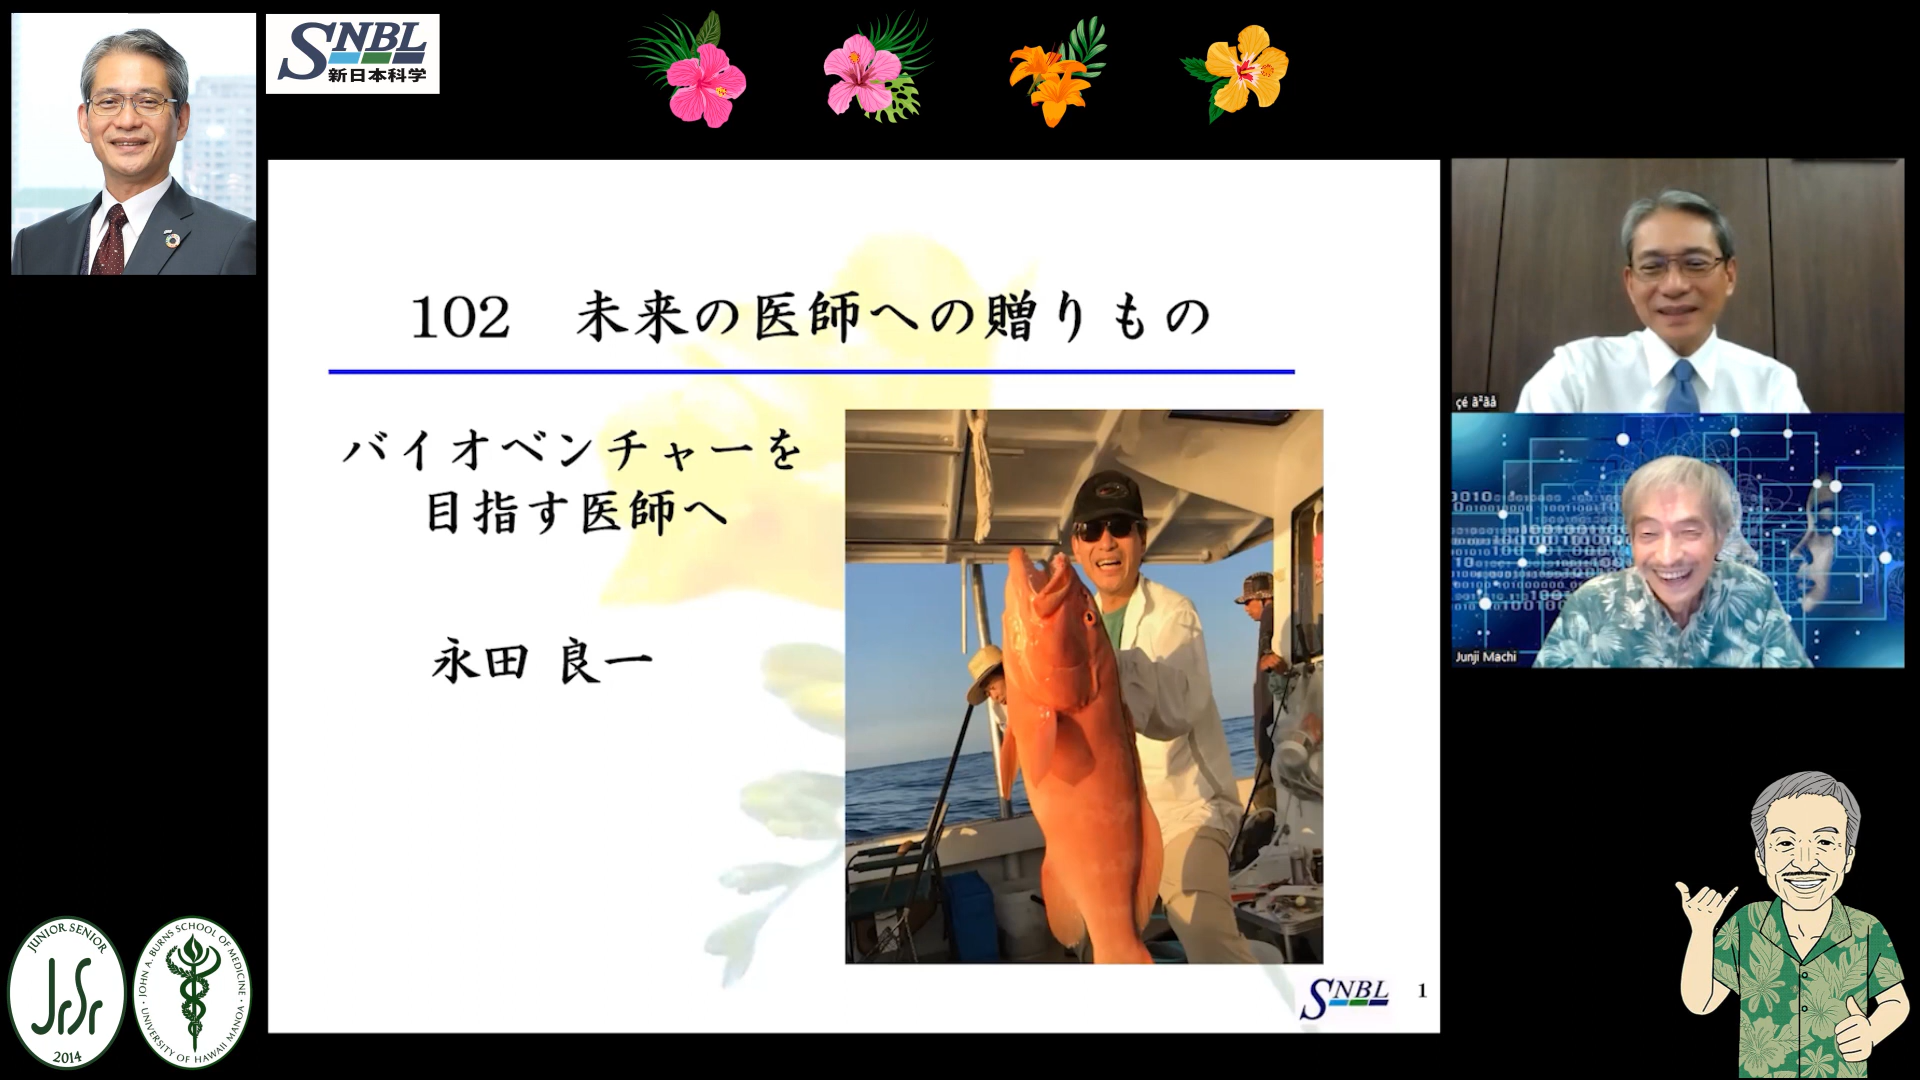 SNBL
新日本科学
102　未来の医師への贈りもの
バイオベンチャーを
目指す医師へ
永田 良一
SNBL
1
çé ã²ãå
Junji Machi
JUNIOR SENIOR
JrSr
2014
JOHN A. BURNS SCHOOL OF MEDICINE
UNIVERSITY OF HAWAII MANOA